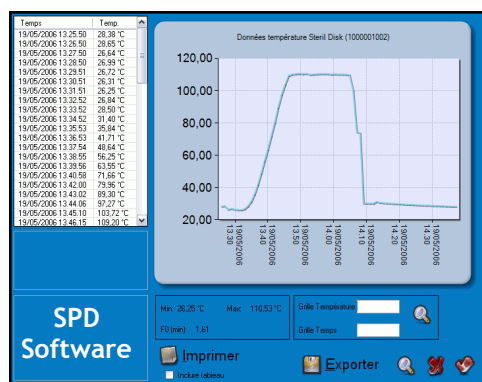 Temps Temp.
19/05/2006 13.25.50 28,38 °C
19/05/2006 13.26.50 28,65 °C
19/05/2006 13.27.50 26,64 °C
19/05/2006 13.28.50 26,99 °C
19/05/2006 13.29.51 26,72 °C
19/05/2006 13.30.51 26,31 °C
19/05/2006 13.31.51 26,25 °C
19/05/2006 13.32.52 26,84 °C
19/05/2006 13.33.52 28,50 °C
19/05/2006 13.34.52 31,40 °C
19/05/2006 13.35.53 35,84 °C
19/05/2006 13.36.53 41,71 °C
19/05/2006 13.37.54 48,64 °C
19/05/2006 13.38.55 56,25 °C
19/05/2006 13.39.56 63,55 °C
19/05/2006 13.40.58 71,66 °C
19/05/2006 13.42.00 79,96 °C
19/05/2006 13.43.02 89,30 °C
19/05/2006 13.44.06 97,27 °C
19/05/2006 13.45.10 103,72 °C
19/05/2006 13.46.15 109,20 °C
Données température Steril Disk (1000001002)
120,00
100,00
80,00
60,00
40,00
20,00
19/05/2006 13.30
19/05/2006 13.40
19/05/2006 13.50
19/05/2006 14.00
19/05/2006 14.10
19/05/2006 14.20
19/05/2006 14.30
SPD
Software
Min: 26,25 °C Max: 110,53 °C
F0 (min) 1,61
Grille Température
Grille Temps
Imprimer
Inclure tableau
Exporter